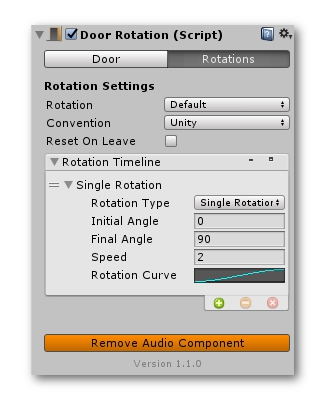 Door Rotation (Script)
Door Rotations
Rotation Settings
Rotation Default
Convention Unity
Reset On Leave
Rotation Timeline
Single Rotation
Rotation Type Single Rotation
Initial Angle 0
Final Angle 90
Speed 2
Rotation Curve
Remove Audio Component
Version 1.1.0